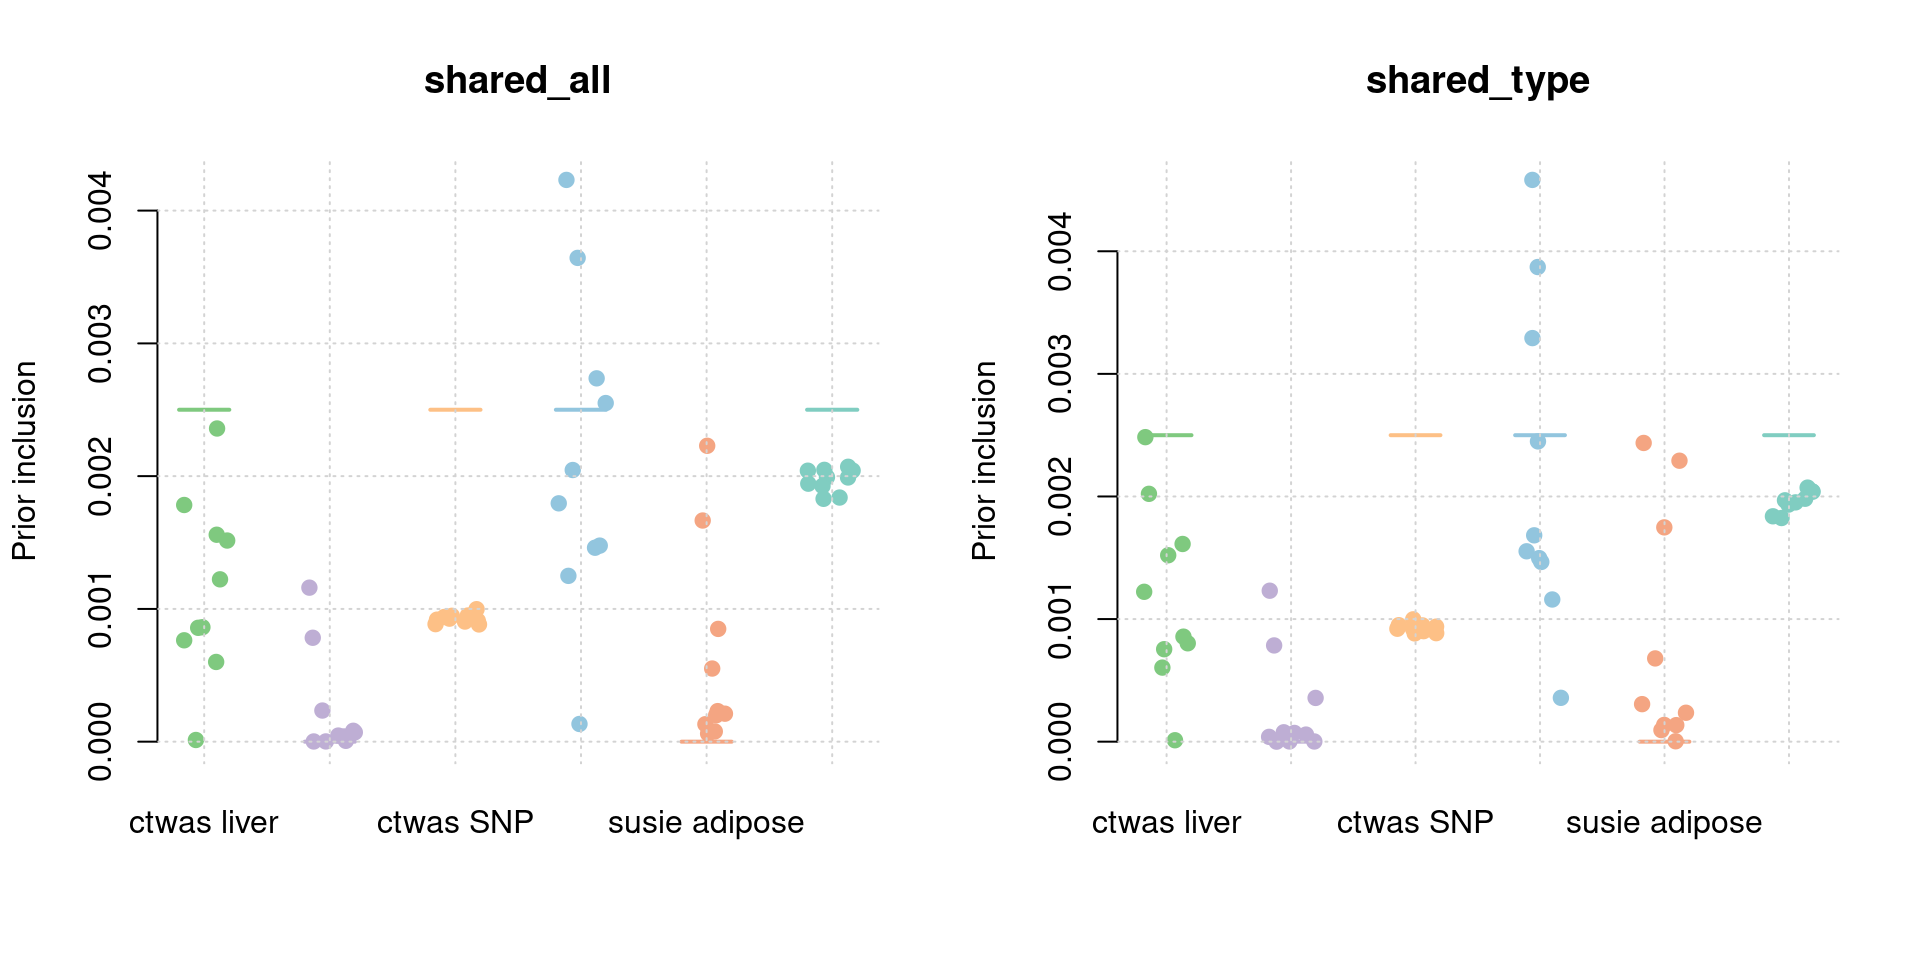 shared_all
Prior inclusion
0.004
0.003
0.002
0.001
0.000
ctwas liver
ctwas SNP
susie adipose
shared_type
Prior inclusion
0.004
0.003
0.002
0.001
0.000
ctwas liver
ctwas SNP
susie adipose